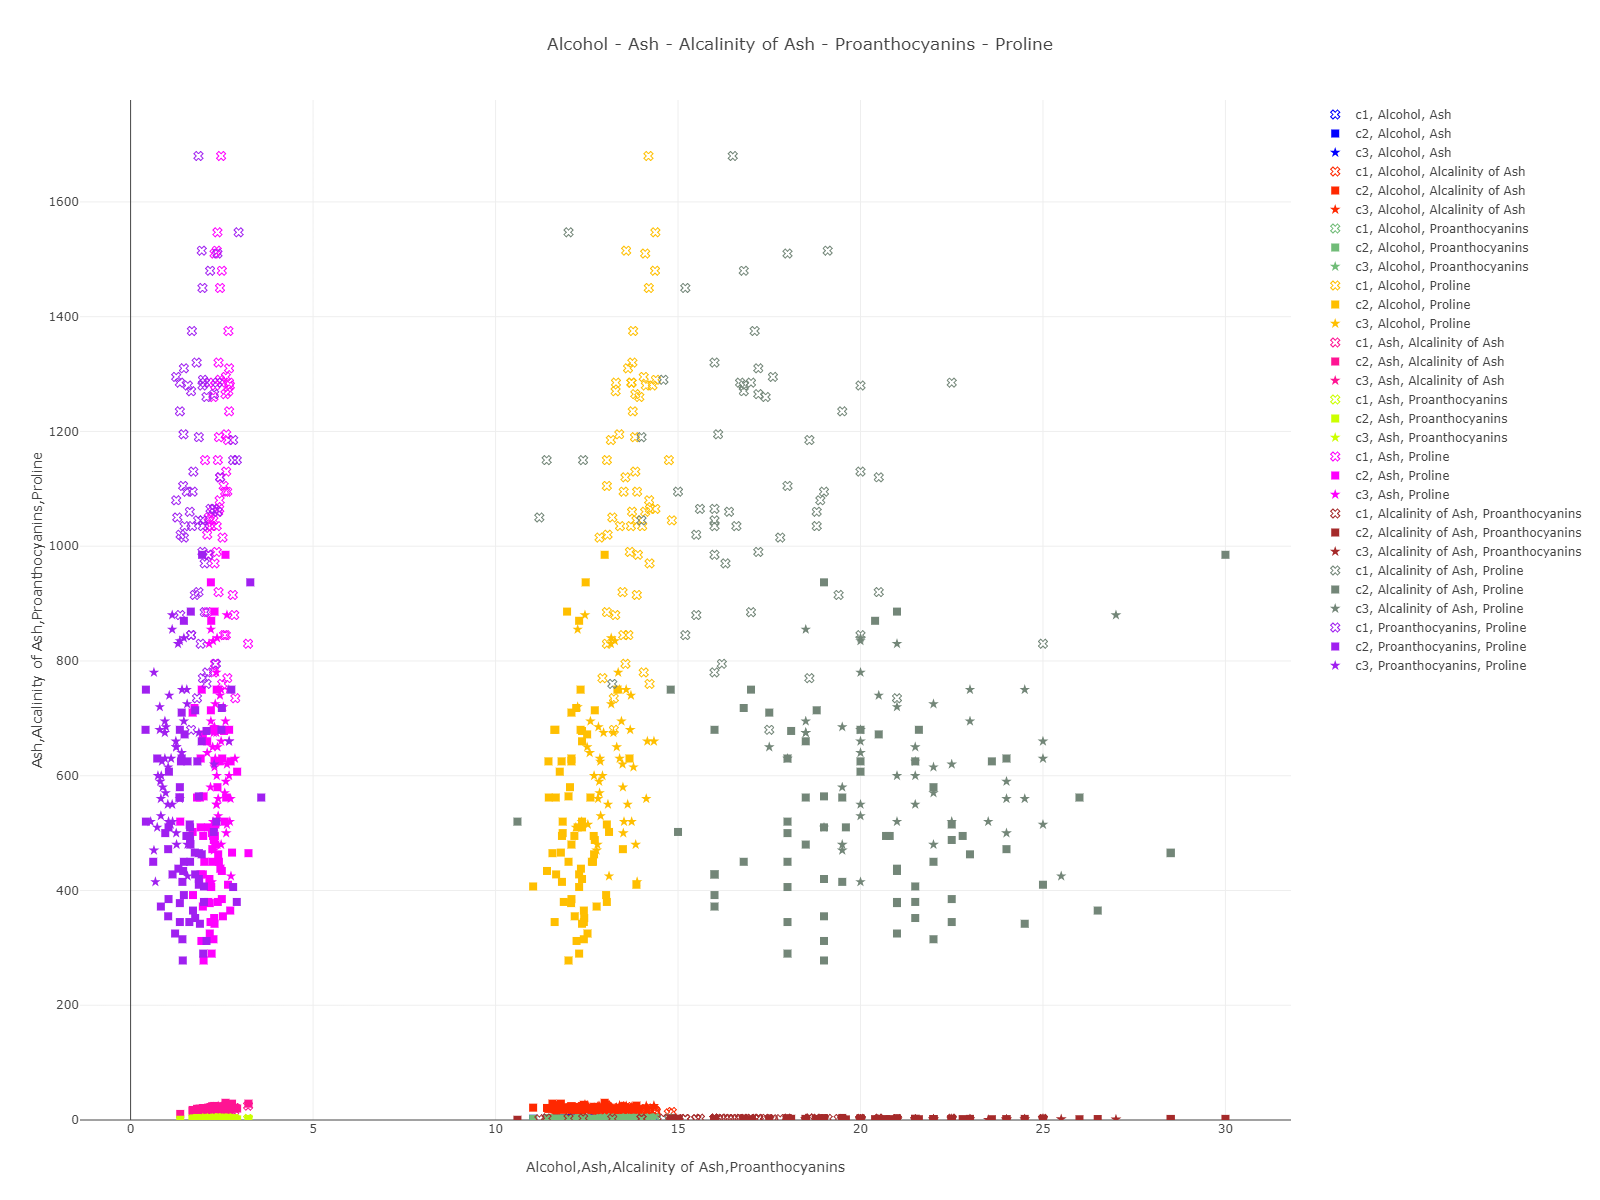 Alcohol - Ash - Alcalinity of Ash - Proanthocyanins - Proline
Ash,Alcalinity of Ash,Proanthocyanins,Proline
1600
1400
1200
1000
800
600
400
200
0
0
5
10
15
20
25
30
Alcohol,Ash,Alcalinity of Ash,Proanthocyanins
c1, Alcohol, Ash
c2, Alcohol, Ash
c3, Alcohol, Ash
c1, Alcohol, Alcalinity of Ash
c2, Alcohol, Alcalinity of Ash
c3, Alcohol, Alcalinity of Ash
c1, Alcohol, Proanthocyanins
c2, Alcohol, Proanthocyanins
c3, Alcohol, Proanthocyanins
c1, Alcohol, Proline
c2, Alcohol, Proline
c3, Alcohol, Proline
c1, Ash, Alcalinity of Ash
c2, Ash, Alcalinity of Ash
c3, Ash, Alcalinity of Ash
c1, Ash, Proanthocyanins
c2, Ash, Proanthocyanins
c3, Ash, Proanthocyanins
c1, Ash, Proline
c2, Ash, Proline
c3, Ash, Proline
c1, Alcalinity of Ash, Proanthocyanins
c2, Alcalinity of Ash, Proanthocyanins
c3, Alcalinity of Ash, Proanthocyanins
c1, Alcalinity of Ash, Proline
c2, Alcalinity of Ash, Proline
c3, Alcalinity of Ash, Proline
c1, Proanthocyanins, Proline
c2, Proanthocyanins, Proline
c3, Proanthocyanins, Proline